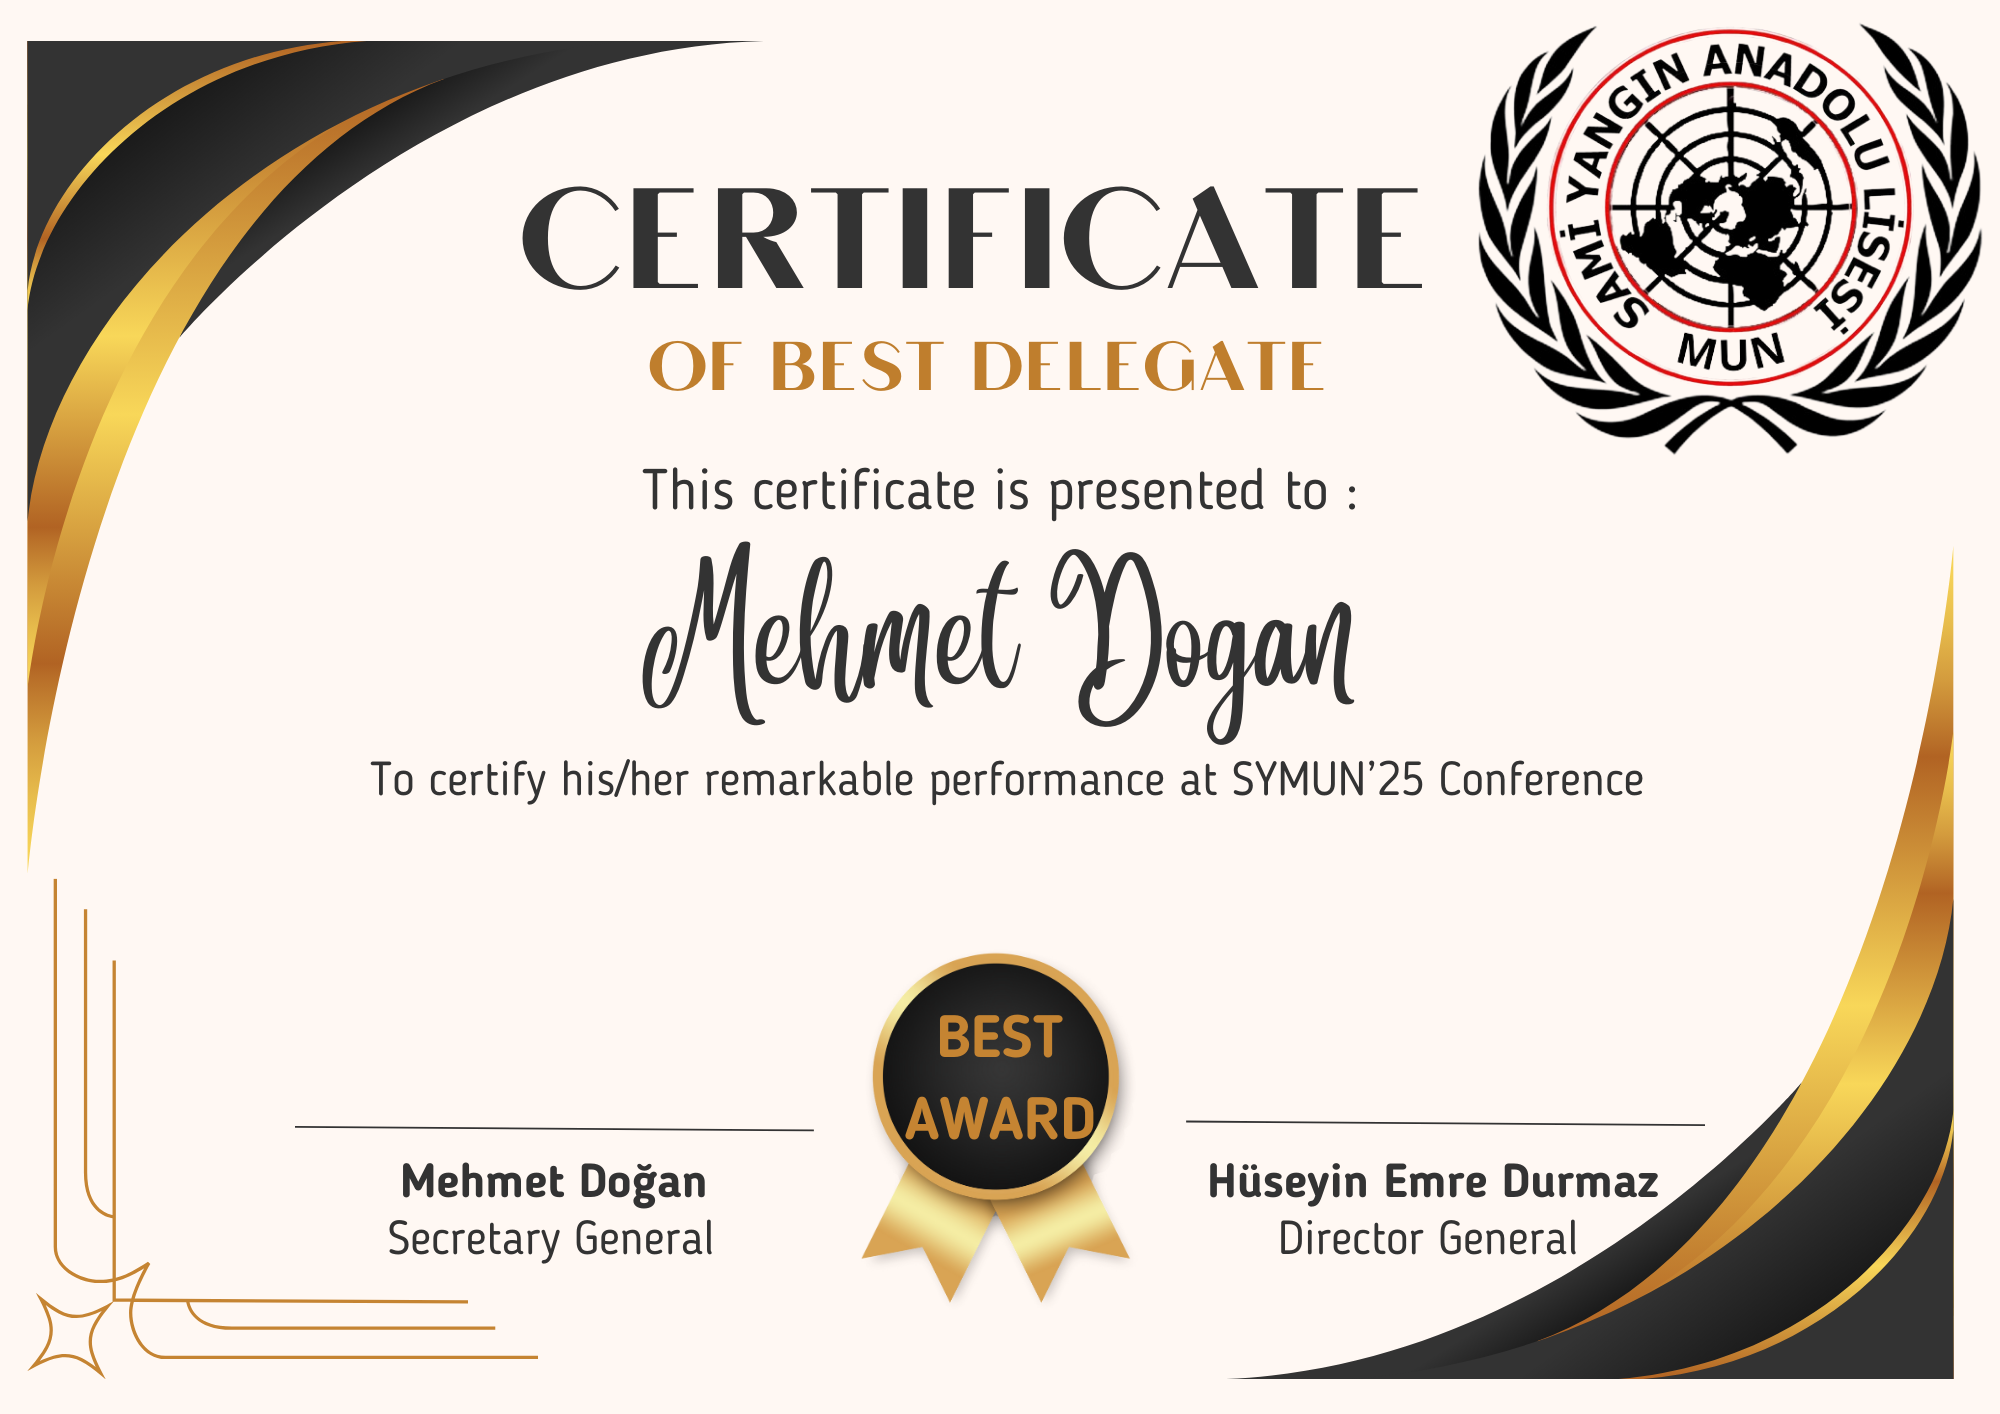 SAMİ YANGIN ANADOLU LİSESİ
MUN
CERTIFICATE
OF BEST DELEGATE
This certificate is presented to :
Mehmet Dogan
To certify his/her remarkable performance at SYMUN’25 Conference
BEST
AWARD
Mehmet Doğan
Secretary General
Hüseyin Emre Durmaz
Director General